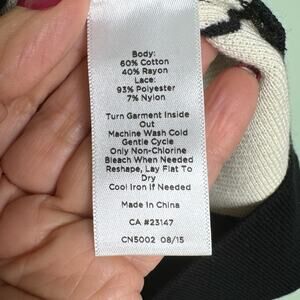 Body:
60% Cotton
40% Rayon
Lace:
93% Polyester
7% Nylon
Turn Garment Inside
Out
Machine Wash Cold
Gentle Cycle
Only Non-Chlorine
Bleach When Needed
Reshape, Lay Flat To
Dry
Cool Iron If Needed
Made in China
CA #23147
CN5002 08/15